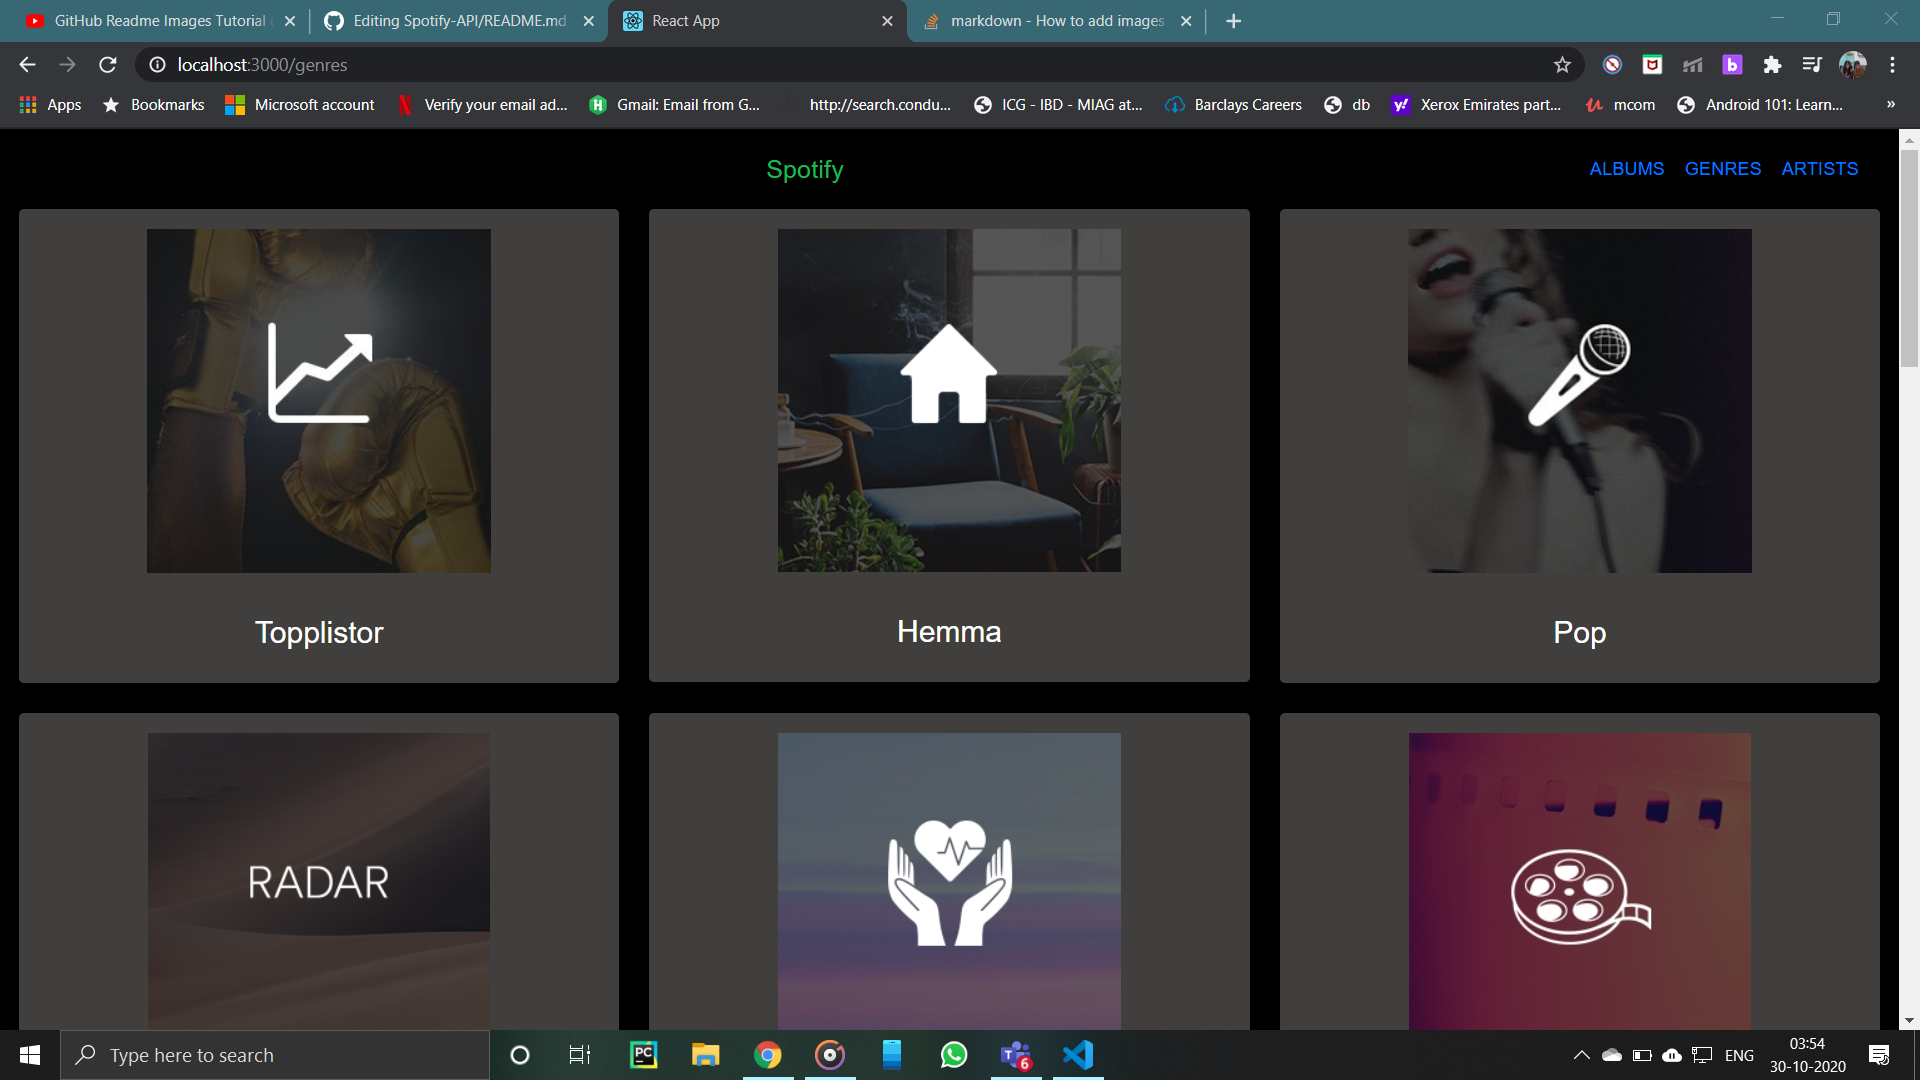 GitHub Readme Images Tutorial
Editing Spotify-API/README.md
React App
markdown - How to add images
localhost:3000/genres
Apps
Bookmarks
Microsoft account
Verify your email ad...
Gmail: Email from G...
http://search.condu...
ICG - IBD - MIAG at...
Barclays Careers
db
Xerox Emirates part...
mcom
Android 101: Learn...
»
Spotify
ALBUMS
GENRES
ARTISTS
Topplistor
Hemma
Pop
RADAR
Type here to search
PC
6
ENG
03:54
30-10-2020